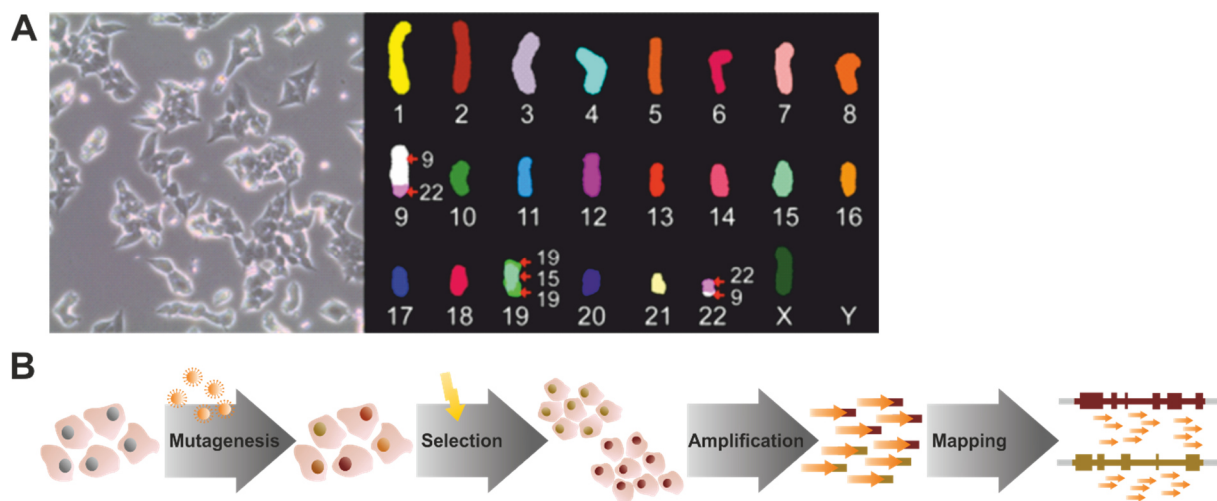 A
1 2 3 4 5 6 7 8
9
22
9 10 11 12 13 14 15 16
19
15
19
22
9
17 18 19 20 21 22 X Y
B
Mutagenesis Selection Amplification Mapping